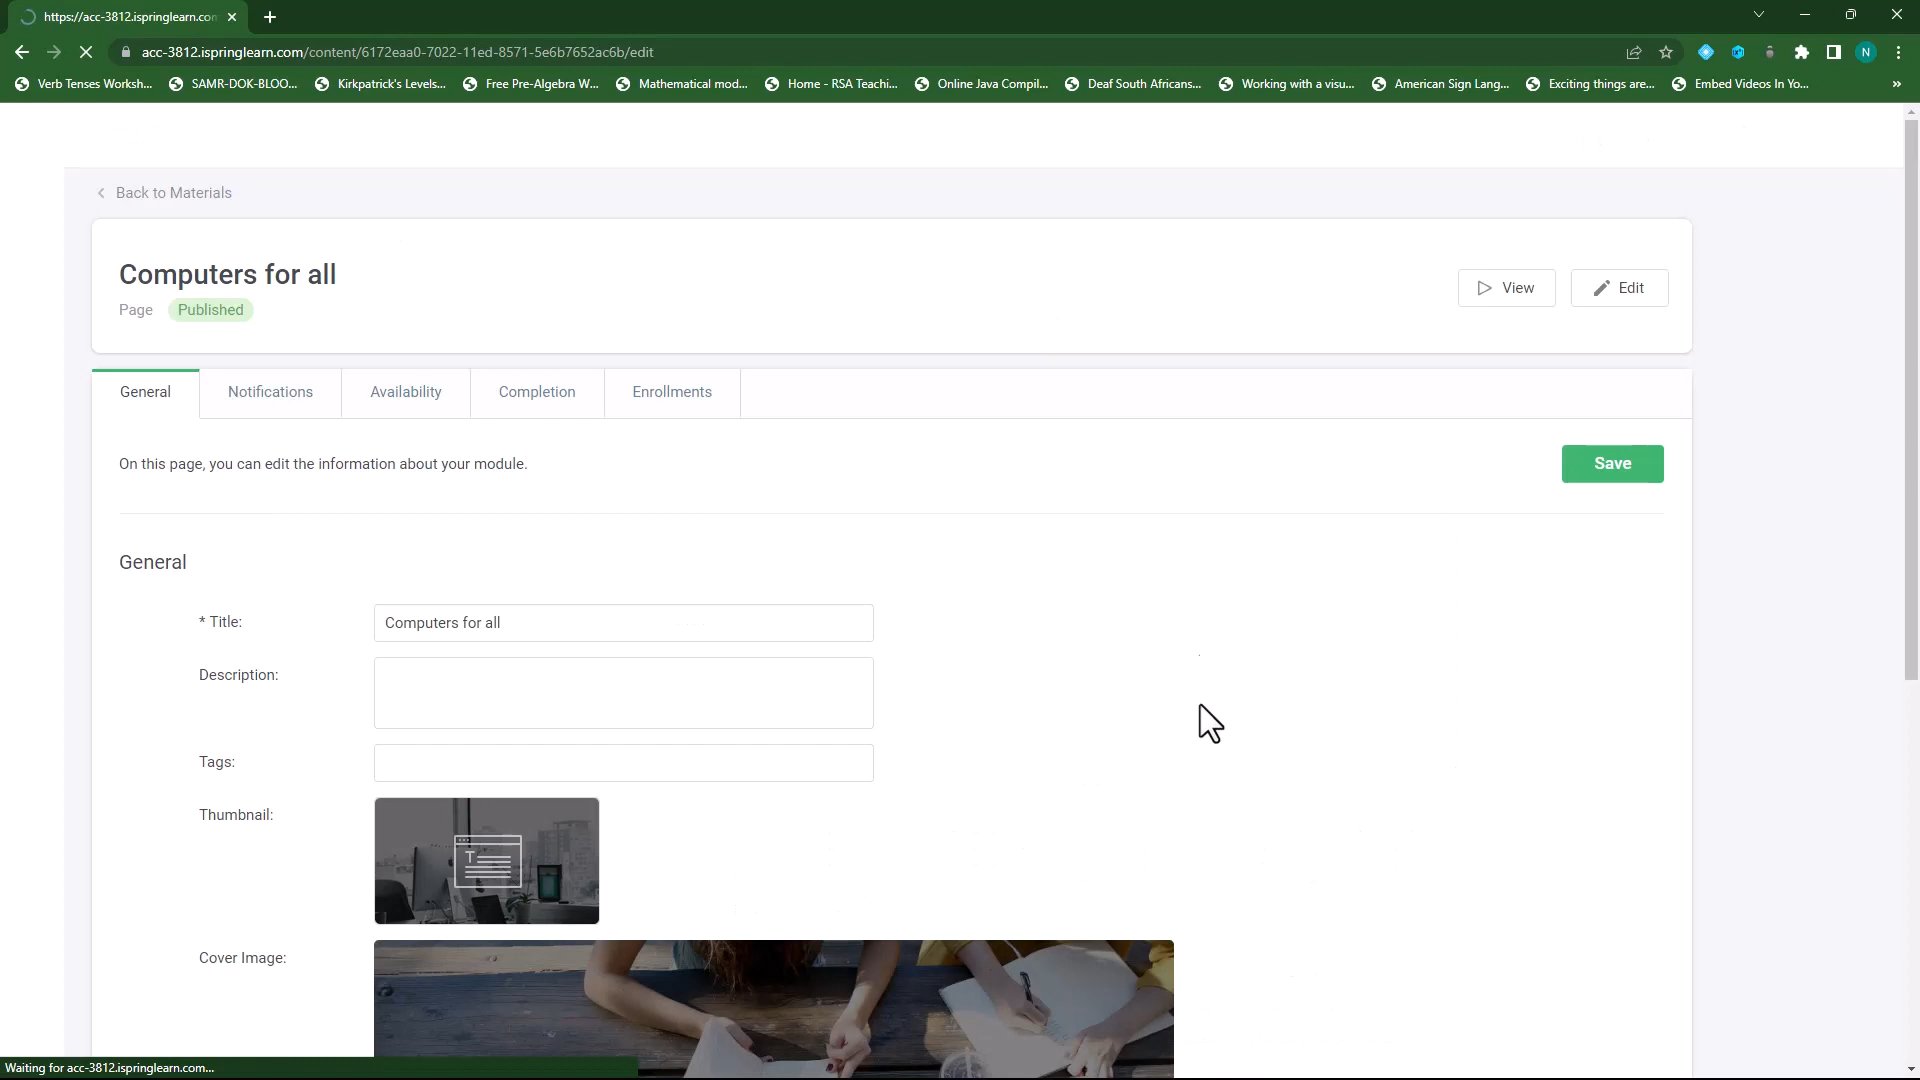 https://acc-3812.ispringlearn.com
acc-3812.ispringlearn.com/content/6172eaa0-7022-11ed-8571-5e6b7652ac6b/edit
N
Verb Tenses Worksh... SAMR-DOK-BLOO... Kirkpatrick's Levels... Free Pre-Algebra W... Mathematical mod... Home - RSA Teachi... Online Java Compil... Deaf South Africans... Working with a visu... American Sign Lang... Exciting things are... Embed Videos In Yo... »
Back to Materials
Computers for all
Page Published
View Edit
General Notifications Availability Completion Enrollments
On this page, you can edit the information about your module.
Save
General
* Title: Computers for all
Description:
Tags:
Thumbnail:
T
Cover Image:
Waiting for acc-3812.ispringlearn.com...